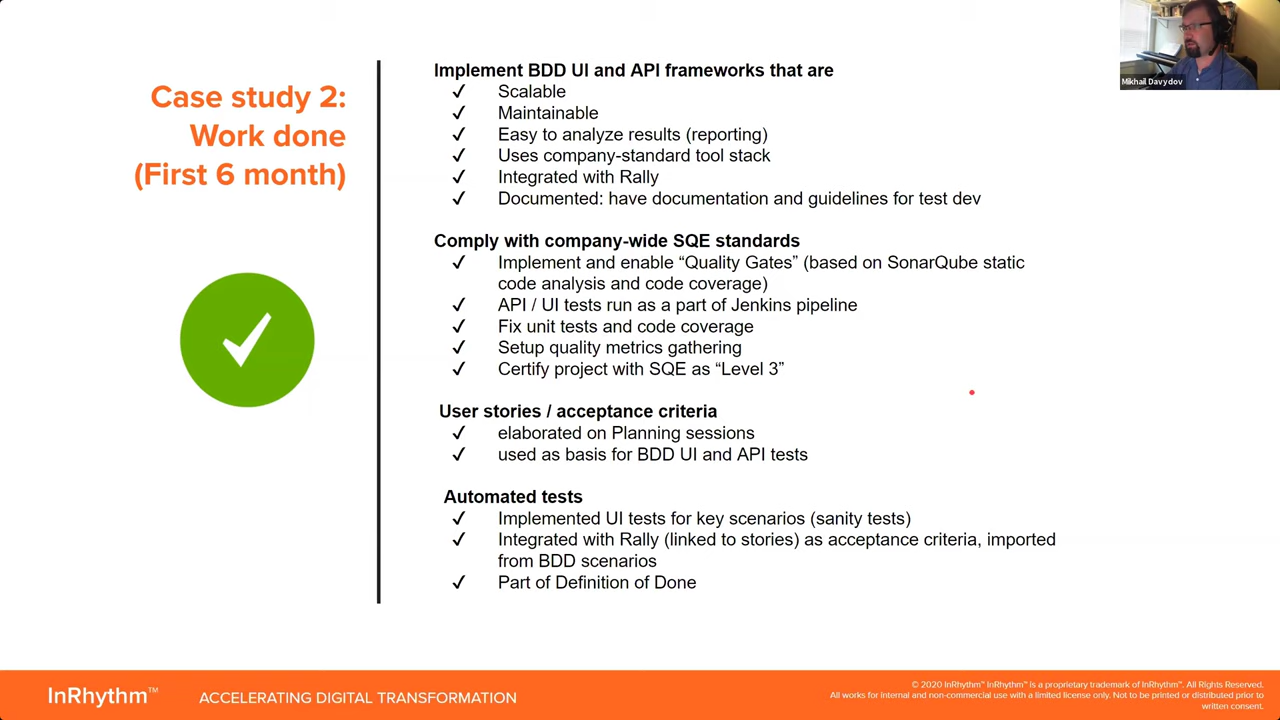 Mikhail Davydov
Case study 2:
Work done
(First 6 month)
Implement BDD UI and API frameworks that are
✓ Scalable
✓ Maintainable
✓ Easy to analyze results (reporting)
✓ Uses company-standard tool stack
✓ Integrated with Rally
✓ Documented: have documentation and guidelines for test dev
Comply with company-wide SQE standards
✓ Implement and enable “Quality Gates” (based on SonarQube static
code analysis and code coverage)
✓ API / UI tests run as a part of Jenkins pipeline
✓ Fix unit tests and code coverage
✓ Setup quality metrics gathering
✓ Certify project with SQE as “Level 3”
User stories / acceptance criteria
✓ elaborated on Planning sessions
✓ used as basis for BDD UI and API tests
Automated tests
✓ Implemented UI tests for key scenarios (sanity tests)
✓ Integrated with Rally (linked to stories) as acceptance criteria, imported
from BDD scenarios
✓ Part of Definition of Done
InRhythm™
ACCELERATING DIGITAL TRANSFORMATION
© 2020 InRhythm™ InRhythm™ is a proprietary trademark of InRhythm™. All Rights Reserved.
All works for internal and non-commercial use with a limited license only. Not to be printed or distributed prior to
written consent.